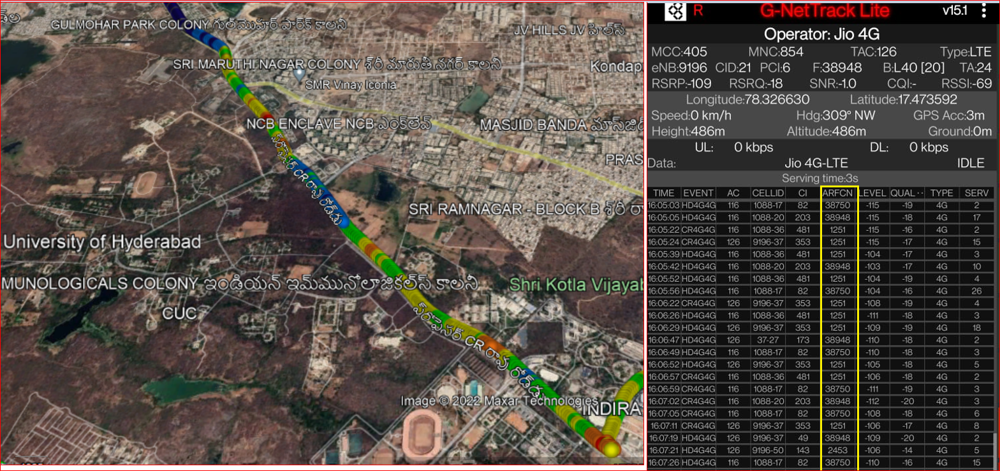 GULMOHAR PARK COLONY గుల్‌మొహర్ పార్క్ కాలనీ
JV HILLS JV హిల్స్
SRI MARUTHI NAGAR COLONY శ్రీ మారుతీ నగర్ కాలనీ
Kondap
SMR Vinay Iconia
NCB ENCLAVE NCB ఎంక్‌లేవ్
MASJID BANDA మాస్‌జిద్
PRAS
CR రావు రోడ్డు
SRI RAMNAGAR - BLOCK B శ్రీ రా
University of Hyderabad
MUNOLOGICALS COLONY ఇండియన్ ఇమ్మునోలాజికల్స్ కాలనీ
Shri Kotla Vijayab
CUC
ప్రొఫెసర్ CR రావు రోడ్డు
Image © 2022 Maxar Technologies
INDIRA
R G-NetTrack Lite v15.1
Operator: Jio 4G
MCC:405 MNC:854 TAC:126 Type:LTE
eNB:9196 CID:21 PCI:6 F:38948 B:L40 [20] TA:24
RSRP:-109 RSRQ:-18 SNR:-1.0 CQI:- RSSI:-69
Longitude:78.326630 Latitude:17.473592
Speed:0 km/h Hdg:309° NW GPS Acc:3m
Height:486m Altitude:486m Ground:0m
UL: 0 kbps DL: 0 kbps
Data: Jio 4G-LTE IDLE
Serving time:3s
TIME EVENT AC CELLID CI ARFCN LEVEL QUAL·· TYPE SERV
16:05:03 HD4G4G 116 1088-17 82 38750 -115 -19 4G 2
16:05:05 HD4G4G 116 1088-20 203 38948 -115 -18 4G 17
16:05:22 CR4G4G 116 1088-36 481 1251 -115 -16 4G 2
16:05:24 CR4G4G 126 9196-37 353 1251 -115 -17 4G 15
16:05:39 CR4G4G 116 1088-36 481 1251 -104 -17 4G 3
16:05:42 CR4G4G 116 1088-20 203 38948 -103 -17 4G 10
16:05:52 CR4G4G 116 1088-36 481 1251 -104 -19 4G 4
16:05:56 HD4G4G 116 1088-17 82 38750 -104 -16 4G 26
16:06:22 CR4G4G 126 9196-37 353 1251 -108 -19 4G 4
16:06:26 HD4G4G 116 1088-36 481 1251 -111 -18 4G 3
16:06:29 HD4G4G 126 9196-37 353 1251 -109 -19 4G 18
16:06:47 HD4G4G 126 37-27 173 38948 -110 -18 4G 2
16:06:49 HD4G4G 116 1088-17 82 38750 -110 -18 4G 3
16:06:52 HD4G4G 126 9196-37 353 1251 -105 -18 4G 5
16:06:57 CR4G4G 116 1088-36 481 1251 -106 -18 4G 2
16:06:59 HD4G4G 116 1088-17 82 38750 -111 -19 4G 3
16:07:02 CR4G4G 116 1088-20 203 38948 -112 -20 4G 3
16:07:05 CR4G4G 116 1088-17 82 38750 -108 -18 4G 6
16:07:11 CR4G4G 126 9196-37 353 1251 -106 -17 4G 8
16:07:19 HD4G4G 126 9196-37 49 38948 -109 -20 4G 2
16:07:21 HD4G4G 126 9196-50 143 2453 -106 -14 4G 5
16:07:26 HD4G4G 116 1088-17 82 38750 -110 -16 4G 15